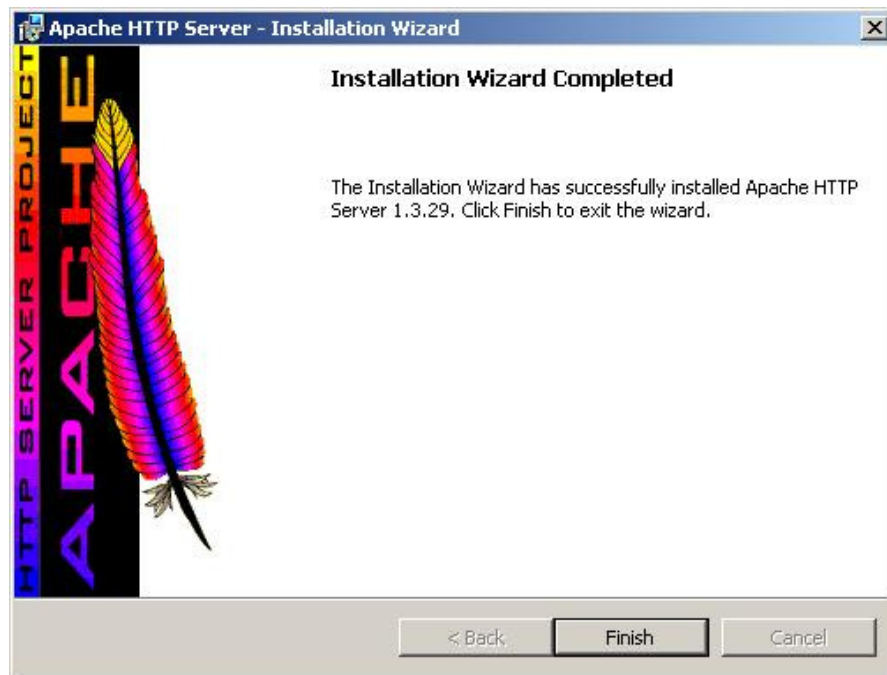 Apache HTTP Server - Installation Wizard
HTTP SERVER PROJECT
APACHE
Installation Wizard Completed
The Installation Wizard has successfully installed Apache HTTP
Server 1.3.29. Click Finish to exit the wizard.
< Back
Finish
Cancel